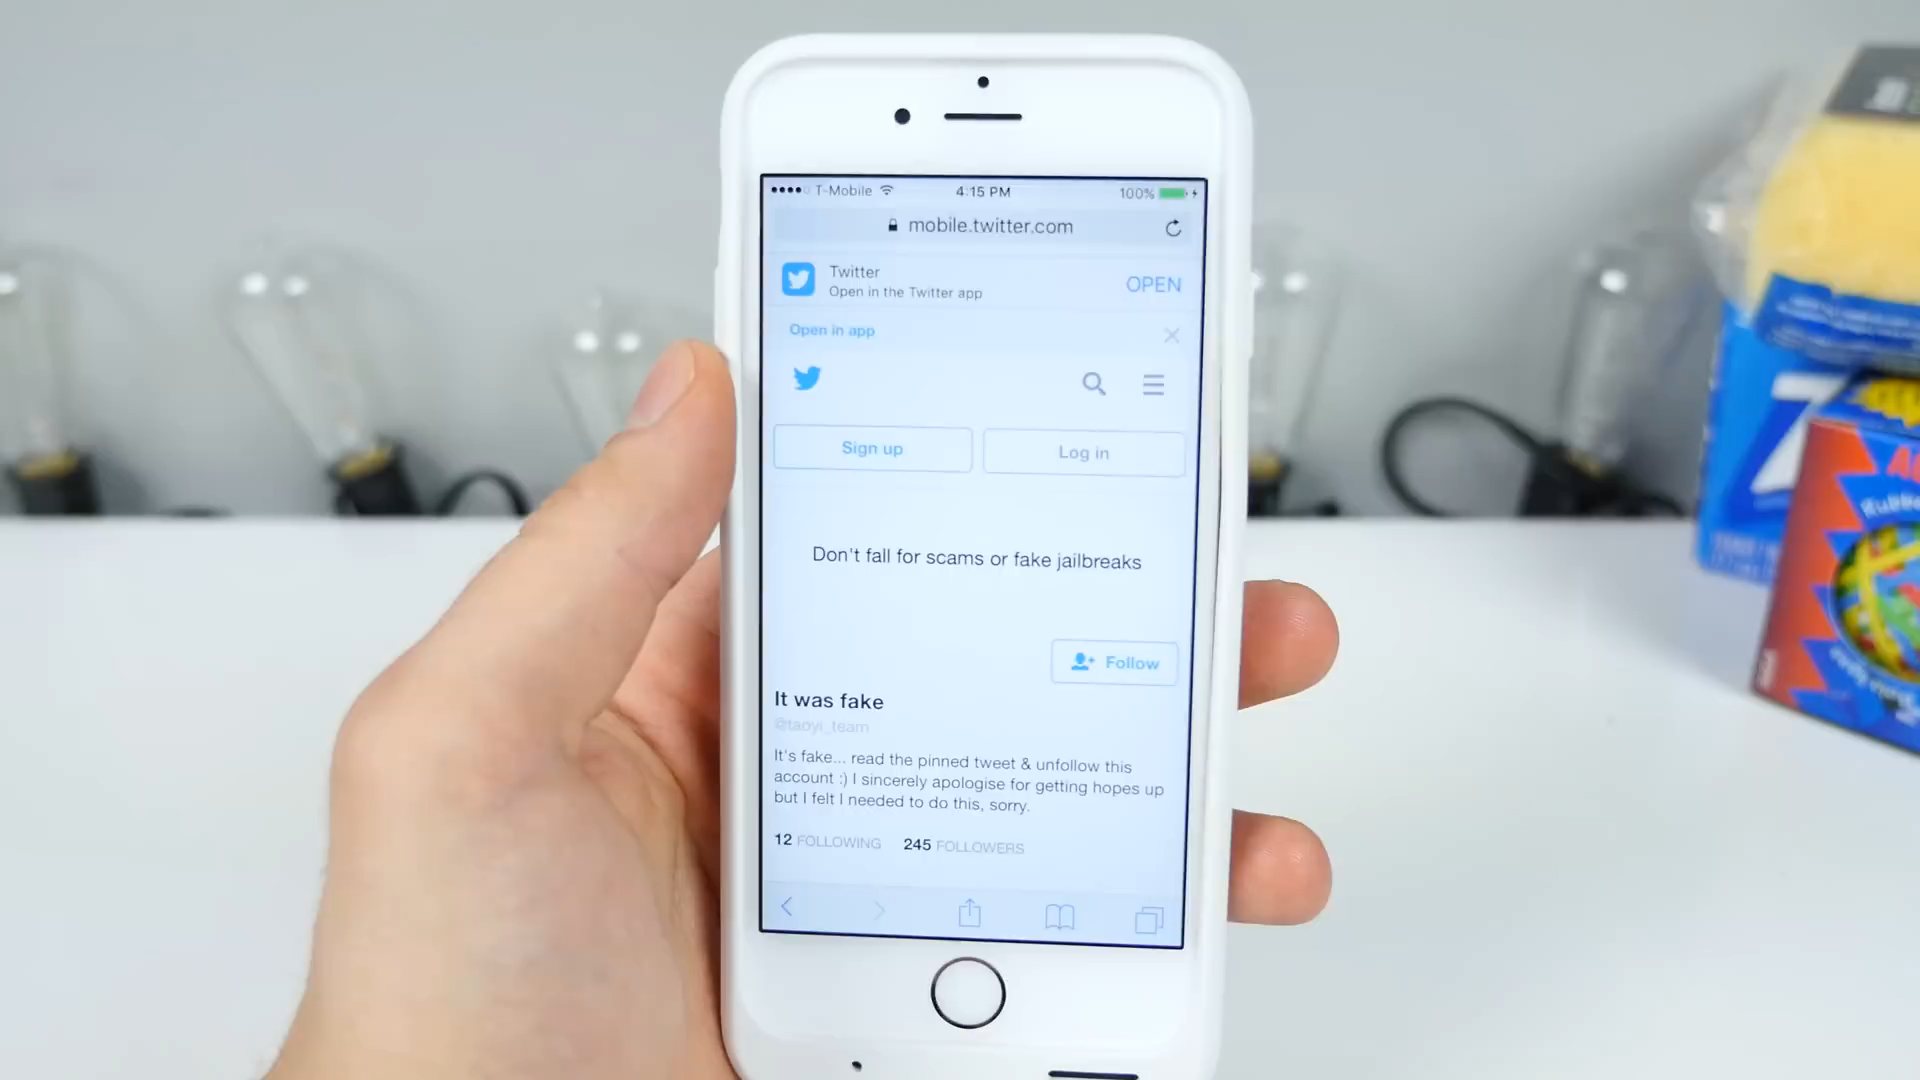 T-Mobile 4:15 PM 100%
mobile.twitter.com
Twitter
Open in the Twitter app
OPEN
Open in app
Sign up Log in
Don't fall for scams or fake jailbreaks
Follow
It was fake
@taoyi_team
It's fake... read the pinned tweet & unfollow this
account :) I sincerely apologise for getting hopes up
but I felt I needed to do this, sorry.
12 FOLLOWING 245 FOLLOWERS